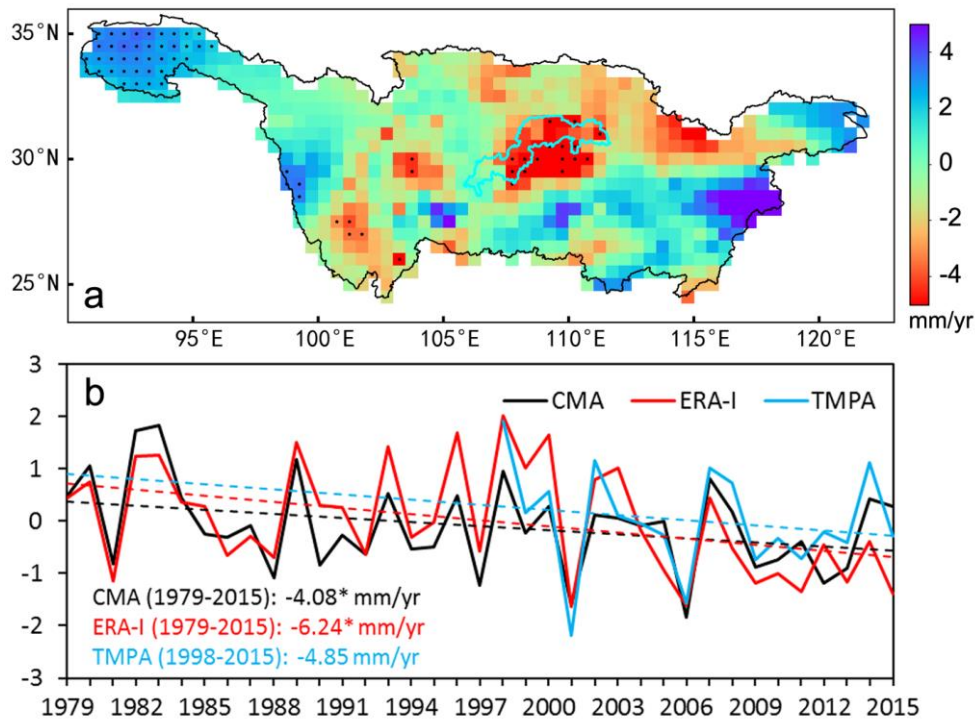 35°N
30°N
25°N
a
95°E 100°E 105°E 110°E 115°E 120°E
4
2
0
-2
-4
mm/yr
b
CMA ERA-I TMPA
3
2
1
0
-1
-2
-3
CMA (1979-2015): -4.08* mm/yr
ERA-I (1979-2015): -6.24* mm/yr
TMPA (1998-2015): -4.85 mm/yr
1979 1982 1985 1988 1991 1994 1997 2000 2003 2006 2009 2012 2015